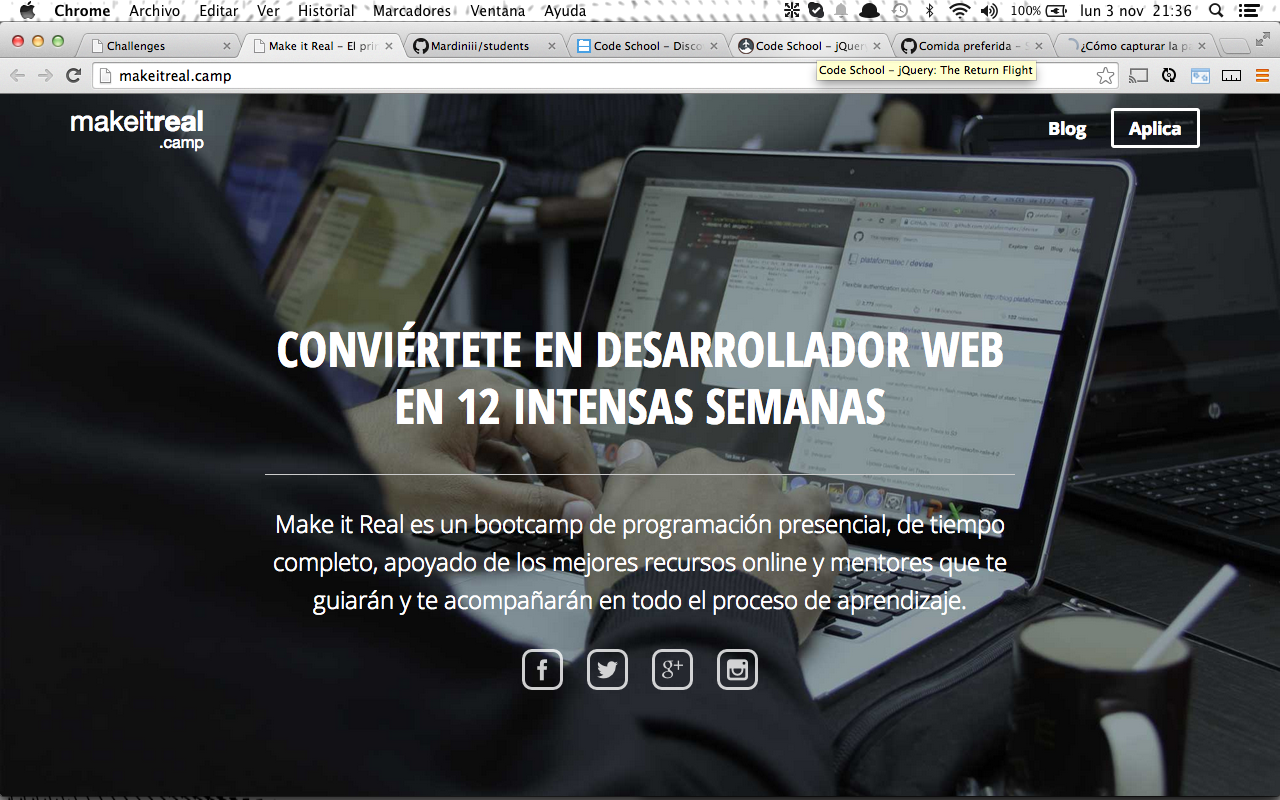 Chrome Archivo Editar Ver Historial Marcadores Ventana Ayuda 100% lun 3 nov 21:36
Challenges Make it Real – El prin Mardiniii/students Code School – Disco Code School – jQuer Comida preferida – S ¿Cómo capturar la p
makeitreal.camp
Code School – jQuery: The Return Flight
makeitreal
.camp
Blog Aplica
plataformatec / devise
CONVIÉRTETE EN DESARROLLADOR WEB
EN 12 INTENSAS SEMANAS
Make it Real es un bootcamp de programación presencial, de tiempo
completo, apoyado de los mejores recursos online y mentores que te
guiarán y te acompañarán en todo el proceso de aprendizaje.